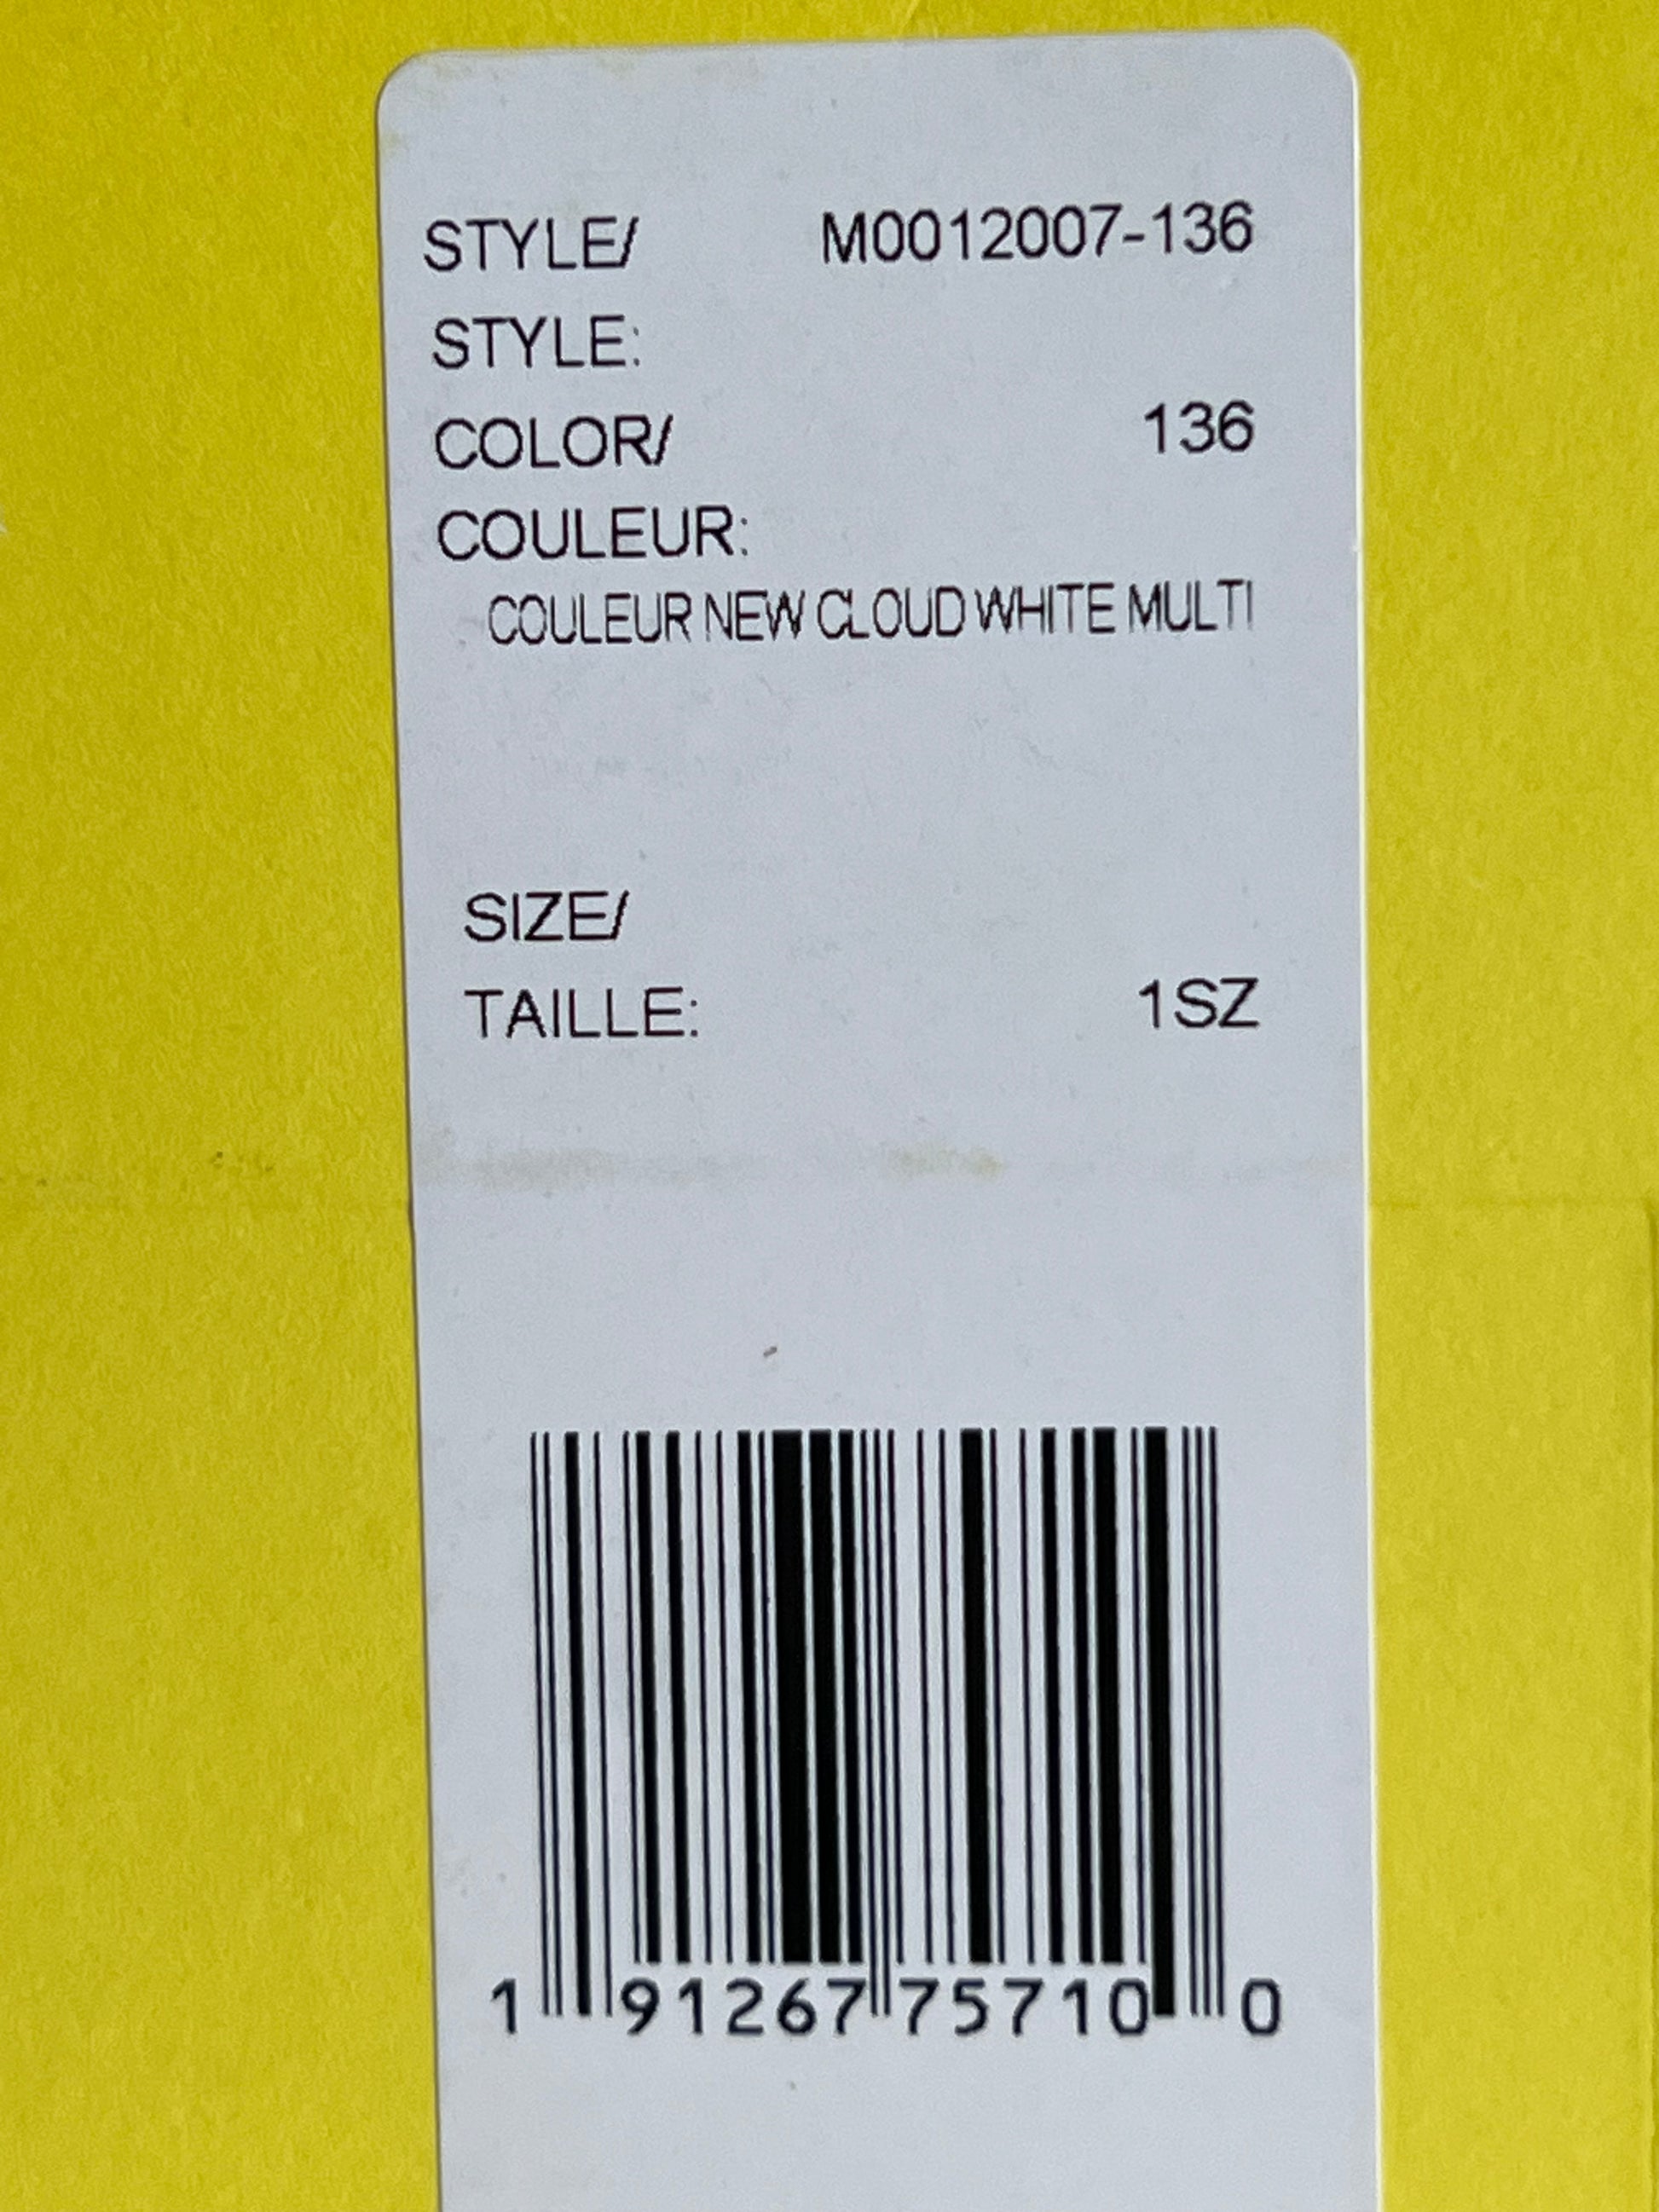 STYLE/ M0012007-136
STYLE:
COLOR/ 136
COULEUR:
COULEUR NEW CLOUD WHITE MULTI
SIZE/
TAILLE: 1SZ
1 91267 75710 0